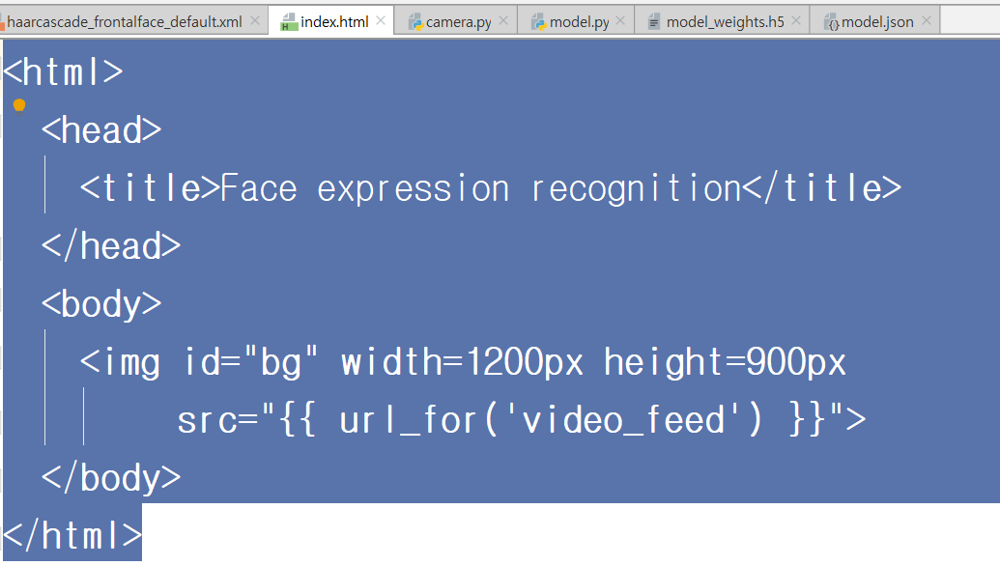 haarcascade_frontalface_default.xml index.html camera.py model.py model_weights.h5 model.json
<html>
<head>
<title>Face expression recognition</title>
</head>
<body>
<img id="bg" width=1200px height=900px
src="{{ url_for('video_feed') }}">
</body>
</html>